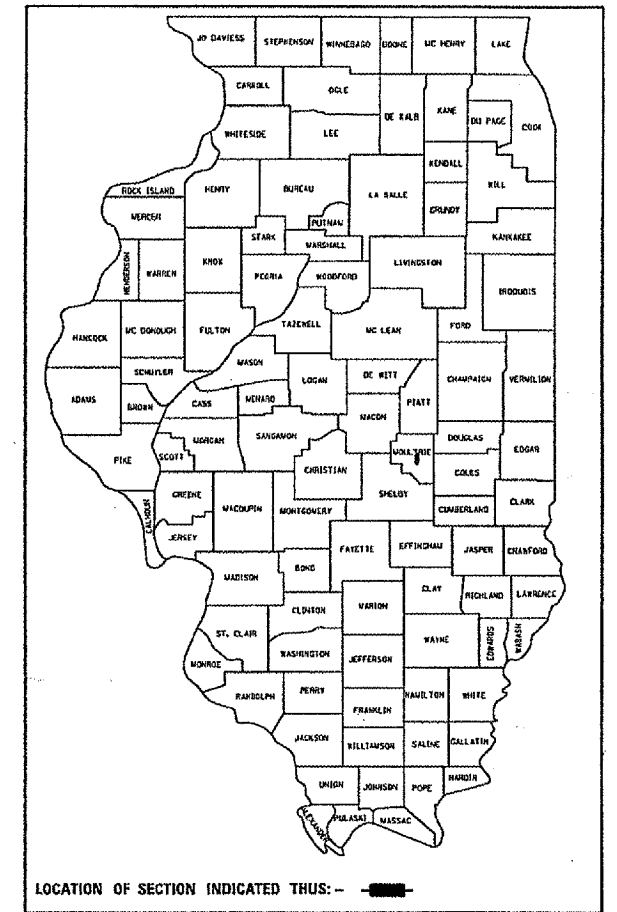 JO DAVIESS
STEPHENSON
WINNEBAGO
BOONE
MC HENRY
LAKE
CARROLL
OGLE
DE KALB
KANE
DU PAGE
COOK
WHITESIDE
LEE
KENDALL
WILL
ROCK ISLAND
HENRY
BUREAU
LA SALLE
GRUNDY
MERCER
PUTNAM
KANKAKEE
STARK
MARSHALL
HENDERSON
WARREN
KNOX
PEORIA
WOODFORD
LIVINGSTON
IROQUOIS
HANCOCK
MC DONOUGH
FULTON
TAZEWELL
MC LEAN
FORD
MASON
SCHUYLER
LOGAN
DE WITT
CHAMPAIGN
VERMILION
ADAMS
BROWN
CASS
MENARD
MACON
PIATT
MORGAN
SANGAMON
DOUGLAS
PIKE
SCOTT
CHRISTIAN
MOULTRIE
EDGAR
COLES
GREENE
MACOUPIN
MONTGOMERY
SHELBY
CUMBERLAND
CLARK
CALHOUN
JERSEY
FAYETTE
EFFINGHAM
JASPER
CRAWFORD
MADISON
BOND
CLAY
RICHLAND
LAWRENCE
CLINTON
MARION
ST. CLAIR
WAYNE
EDWARDS
WABASH
MONROE
WASHINGTON
JEFFERSON
RANDOLPH
PERRY
HAMILTON
WHITE
FRANKLIN
JACKSON
WILLIAMSON
SALINE
GALLATIN
UNION
JOHNSON
POPE
HARDIN
ALEXANDER
PULASKI
MASSAC
LOCATION OF SECTION INDICATED THUS:-